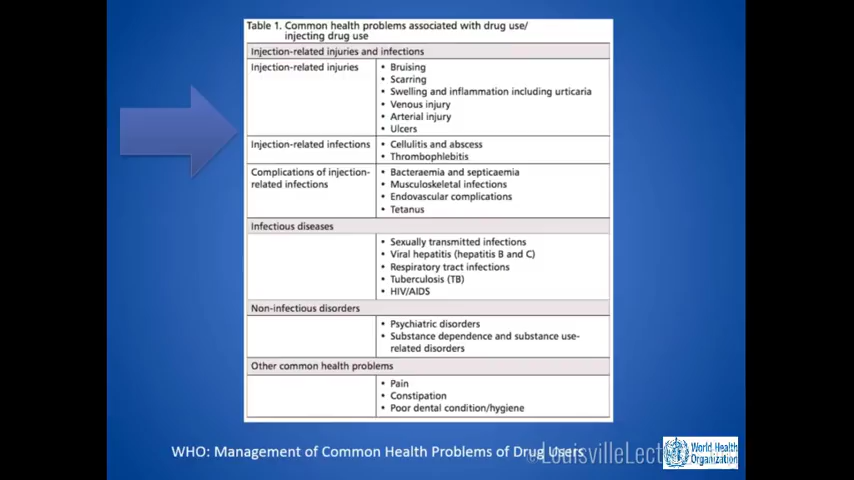 Table 1. Common health problems associated with drug use/
injecting drug use
Injection-related injuries and infections
Injection-related injuries
• Bruising
• Scarring
• Swelling and inflammation including urticaria
• Venous injury
• Arterial injury
• Ulcers
Injection-related infections
• Cellulitis and abscess
• Thrombophlebitis
Complications of injection-
related infections
• Bacteraemia and septicaemia
• Musculoskeletal infections
• Endovascular complications
• Tetanus
Infectious diseases
• Sexually transmitted infections
• Viral hepatitis (hepatitis B and C)
• Respiratory tract infections
• Tuberculosis (TB)
• HIV/AIDS
Non-infectious disorders
• Psychiatric disorders
• Substance dependence and substance use-
related disorders
Other common health problems
• Pain
• Constipation
• Poor dental condition/hygiene
WHO: Management of Common Health Problems of Drug Users
World Health
Organization